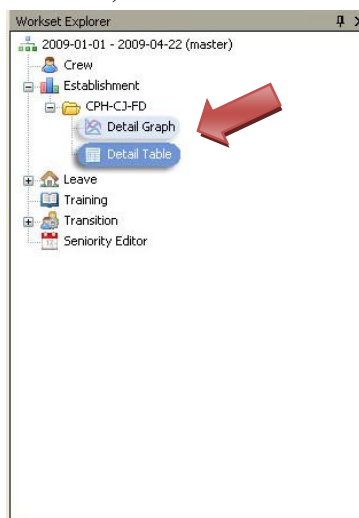 Workset Explorer
2009-01-01 - 2009-04-22 (master)
Crew
Establishment
CPH-CJ-FD
Detail Graph
Detail Table
Leave
Training
Transition
Seniority Editor